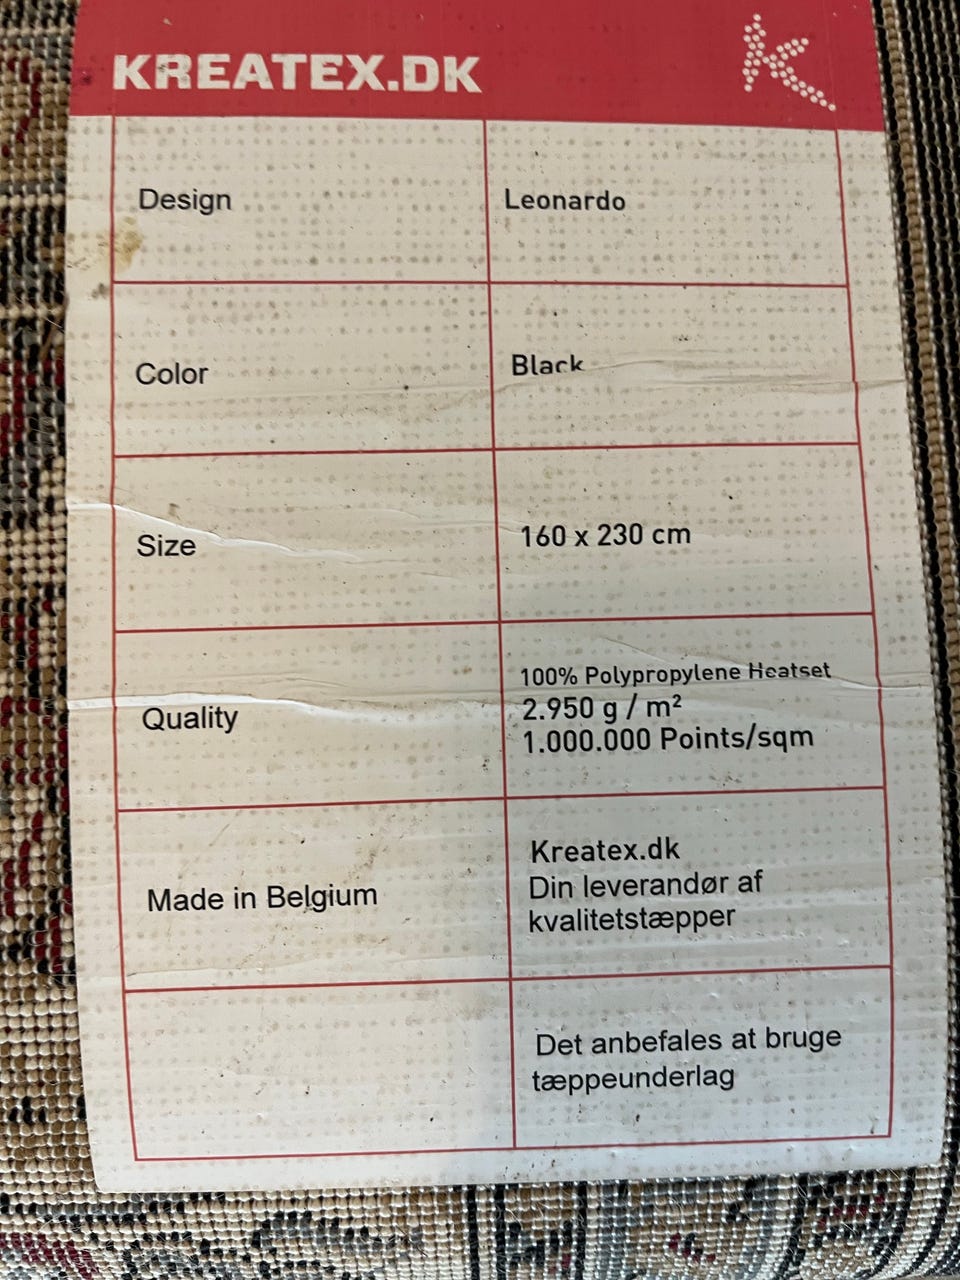 KREATEX.DK
Design
Leonardo
Color
Black
Size
160 x 230 cm
Quality
100% Polypropylene Heatset
2.950 g / m²
1.000.000 Points/sqm
Made in Belgium
Kreatex.dk
Din leverandør af
kvalitetstæpper
Det anbefales at bruge
tæppeunderlag